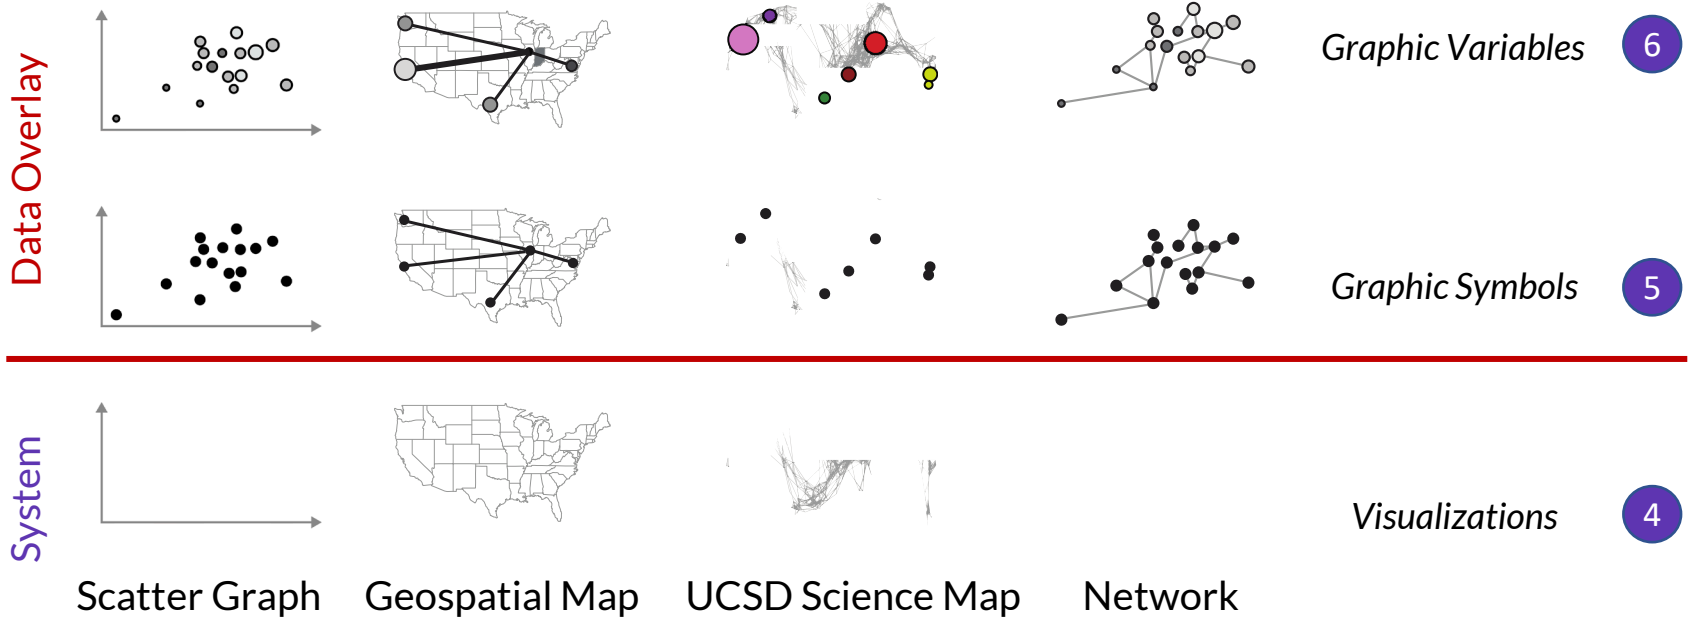 Data Overlay
Graphic Variables 6
Graphic Symbols 5
System
Visualizations 4
Scatter Graph Geospatial Map UCSD Science Map Network